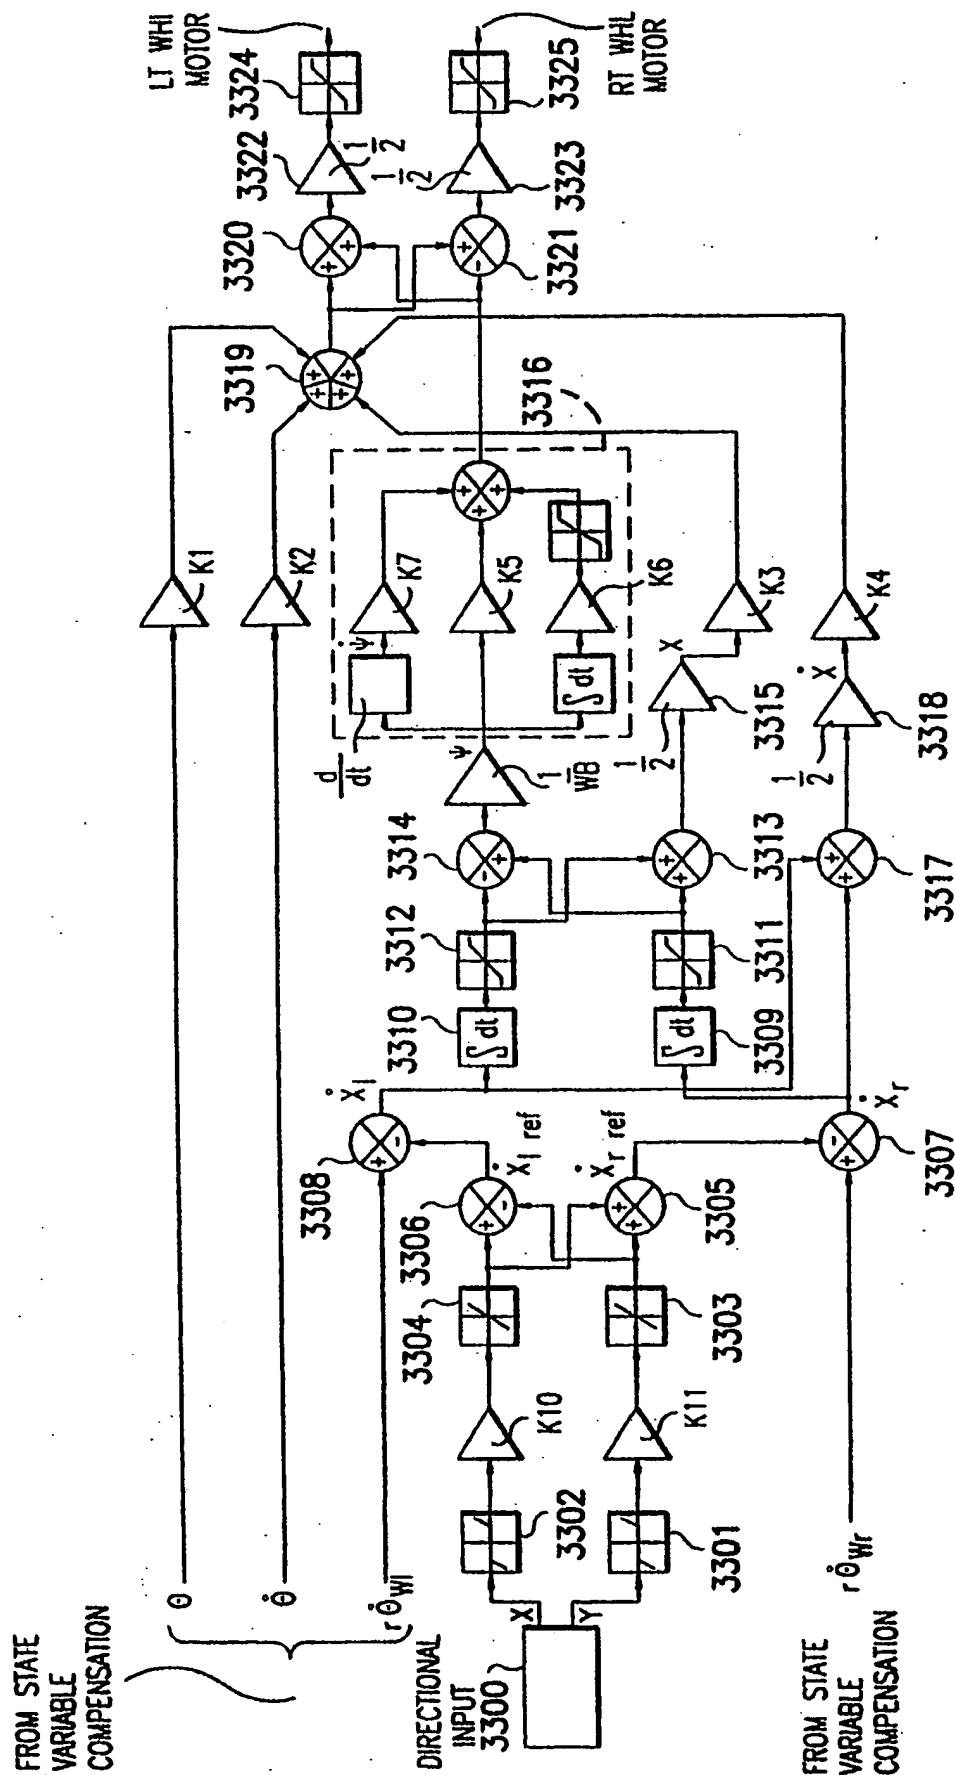 FROM STATE
VARIABLE
COMPENSATION
Θ
Θ̇
rΘ̇Wl
DIRECTIONAL
INPUT
3300
X
Y
FROM STATE
VARIABLE
COMPENSATION
rΘ̇Wr
3302
3301
K10
K11
3304
3303
3306
3305
Ẋl ref
Ẋr ref
3308
3307
Ẋl
Ẋr
3310
∫dt
3309
∫dt
3312
3311
3314
3313
3317
1/WB
Ψ
1/2
3315
X
1/2
3318
Ẋ
d/dt
Ψ̇
∫dt
K7
K5
K6
3316
K1
K2
K3
K4
3319
3320
3321
3322
1/2
1/2
3323
3324
3325
LT WHl
MOTOR
RT WHL
MOTOR
+
-